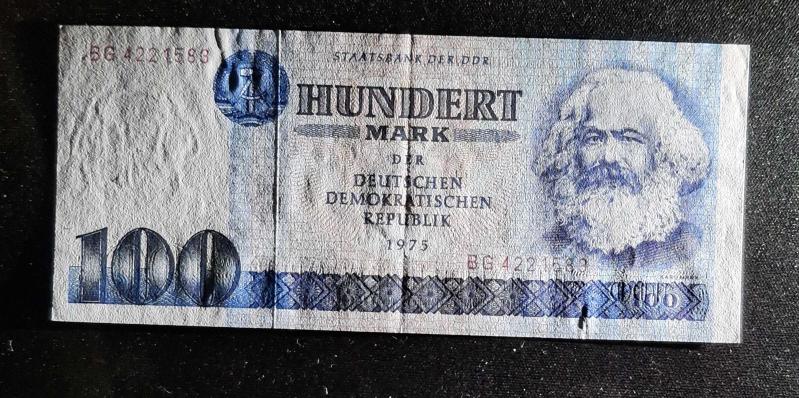 BG 4221583
STAATSBANK DER DDR
HUNDERT
MARK
DER
DEUTSCHEN
DEMOKRATISCHEN
REPUBLIK
1975
BG 4221583
100
100